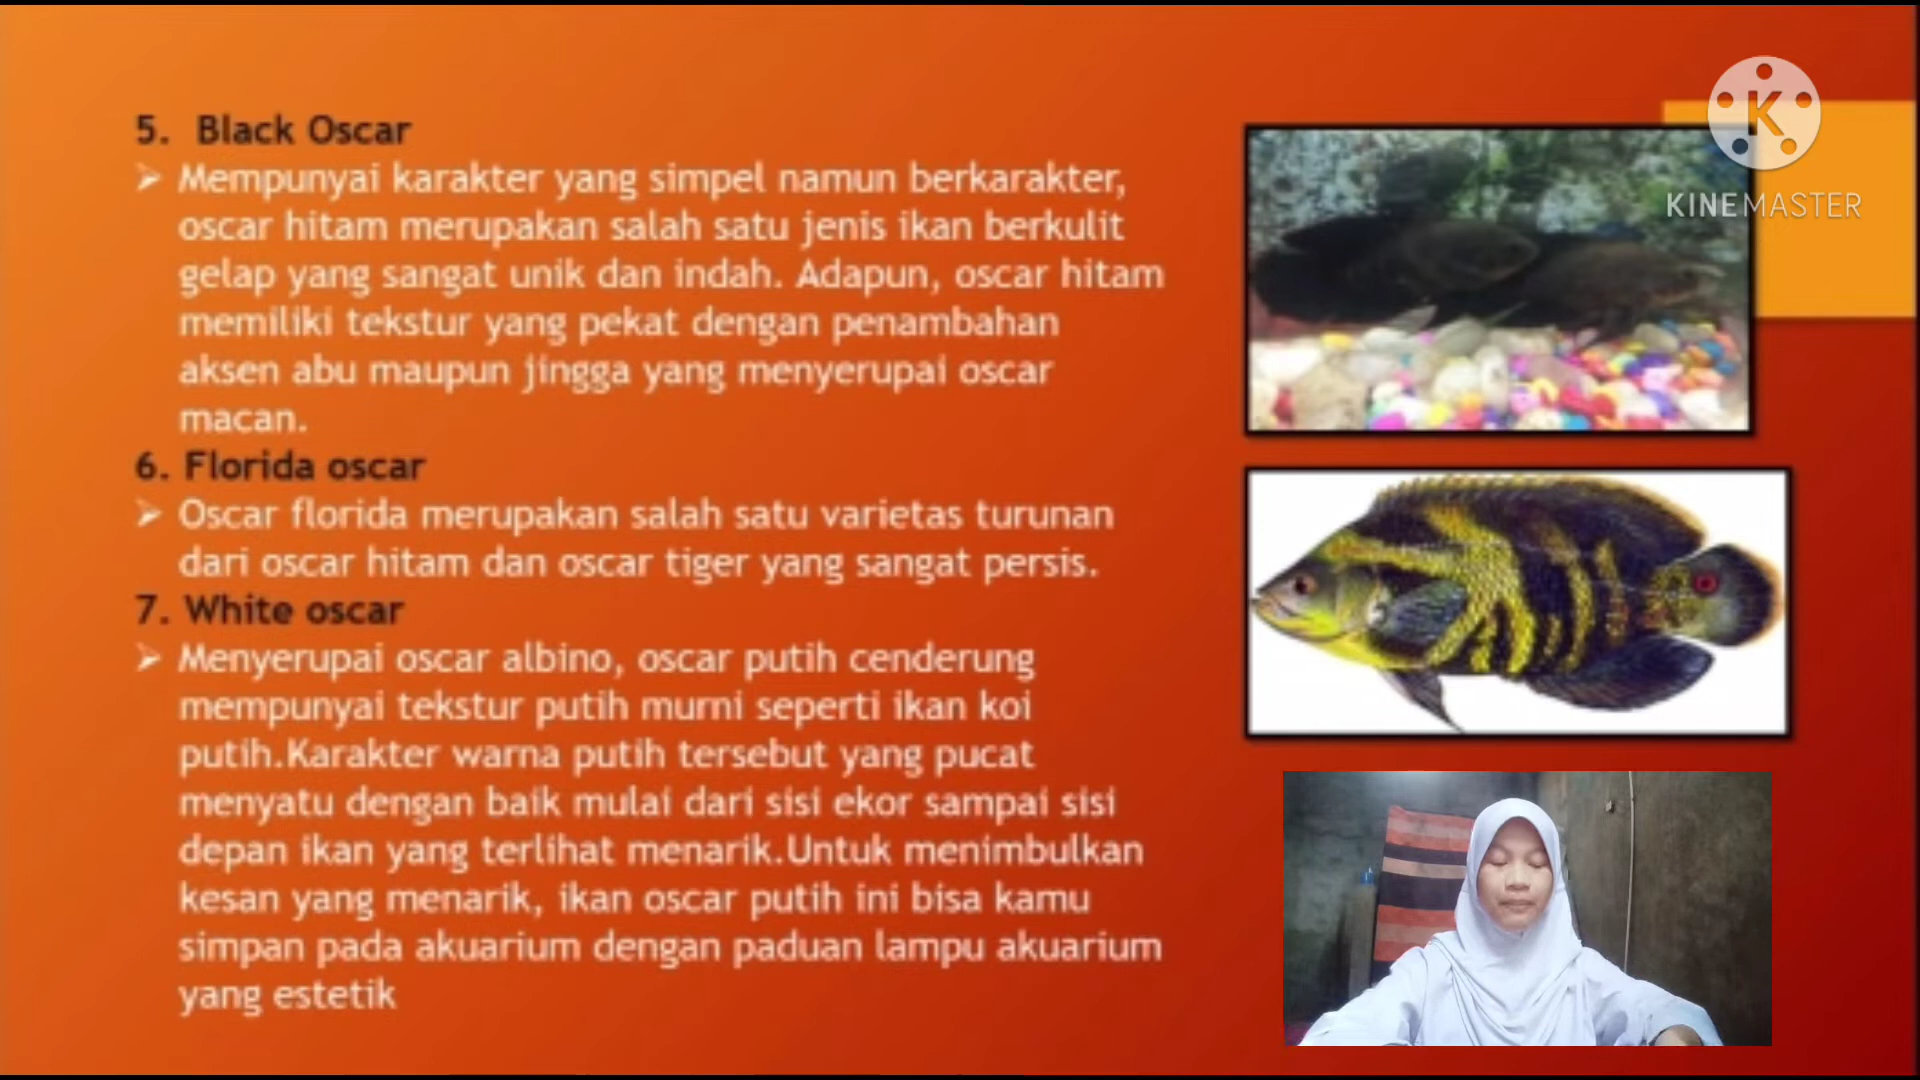 5. Black Oscar
➢ Mempunyai karakter yang simpel namun berkarakter,
oscar hitam merupakan salah satu jenis ikan berkulit
gelap yang sangat unik dan indah. Adapun, oscar hitam
memiliki tekstur yang pekat dengan penambahan
aksen abu maupun jingga yang menyerupai oscar
macan.
6. Florida oscar
➢ Oscar florida merupakan salah satu varietas turunan
dari oscar hitam dan oscar tiger yang sangat persis.
7. White oscar
➢ Menyerupai oscar albino, oscar putih cenderung
mempunyai tekstur putih murni seperti ikan koi
putih.Karakter warna putih tersebut yang pucat
menyatu dengan baik mulai dari sisi ekor sampai sisi
depan ikan yang terlihat menarik.Untuk menimbulkan
kesan yang menarik, ikan oscar putih ini bisa kamu
simpan pada akuarium dengan paduan lampu akuarium
yang estetik
K
KINEMASTER